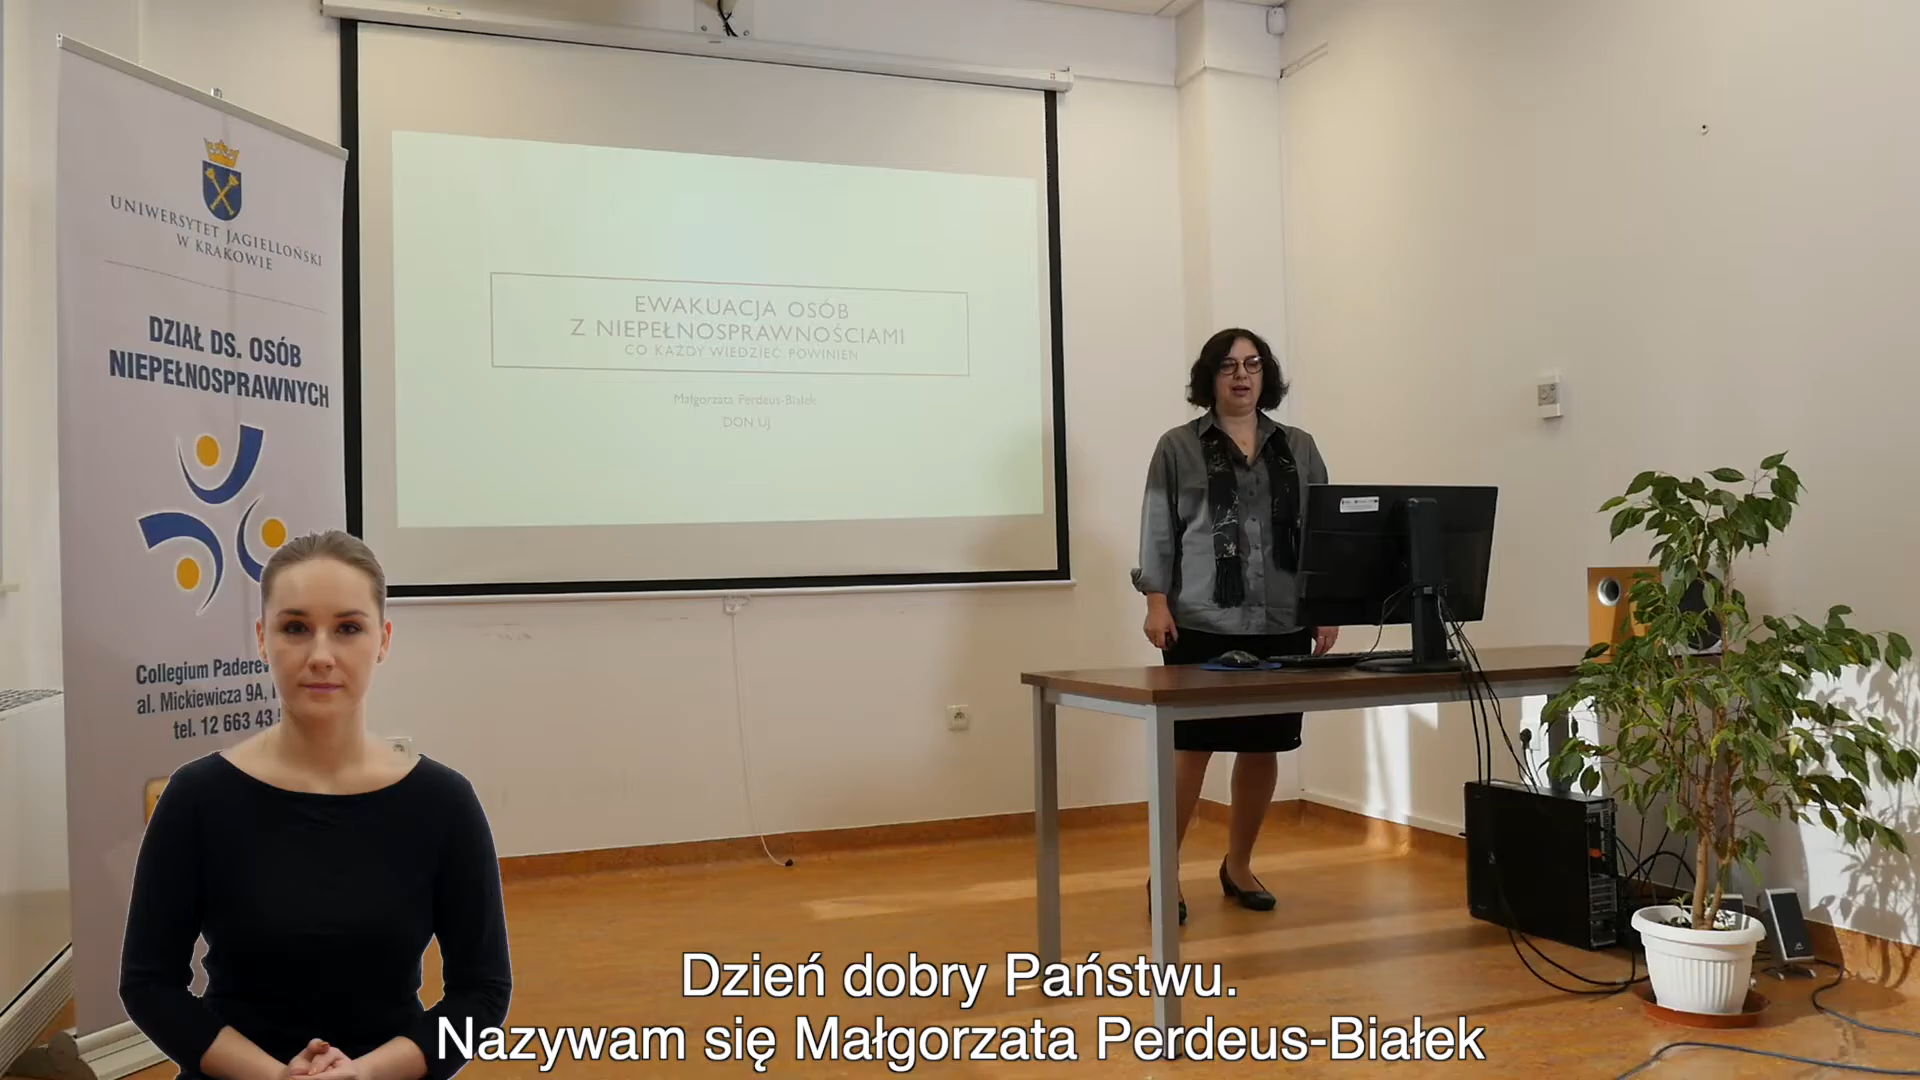 UNIWERSYTET JAGIELLOŃSKI
W KRAKOWIE
DZIAŁ DS. OSÓB
NIEPEŁNOSPRAWNYCH
Collegium
al. Mickiewicza 9A,
tel. 12 663 43
EWAKUACJA OSÓB
Z NIEPEŁNOSPRAWNOŚCIAMI
CO KAŻDY WIEDZIEĆ POWINIEN
Małgorzata Perdeus-Białek
DON UJ
Dzień dobry Państwu.
Nazywam się Małgorzata Perdeus-Białek